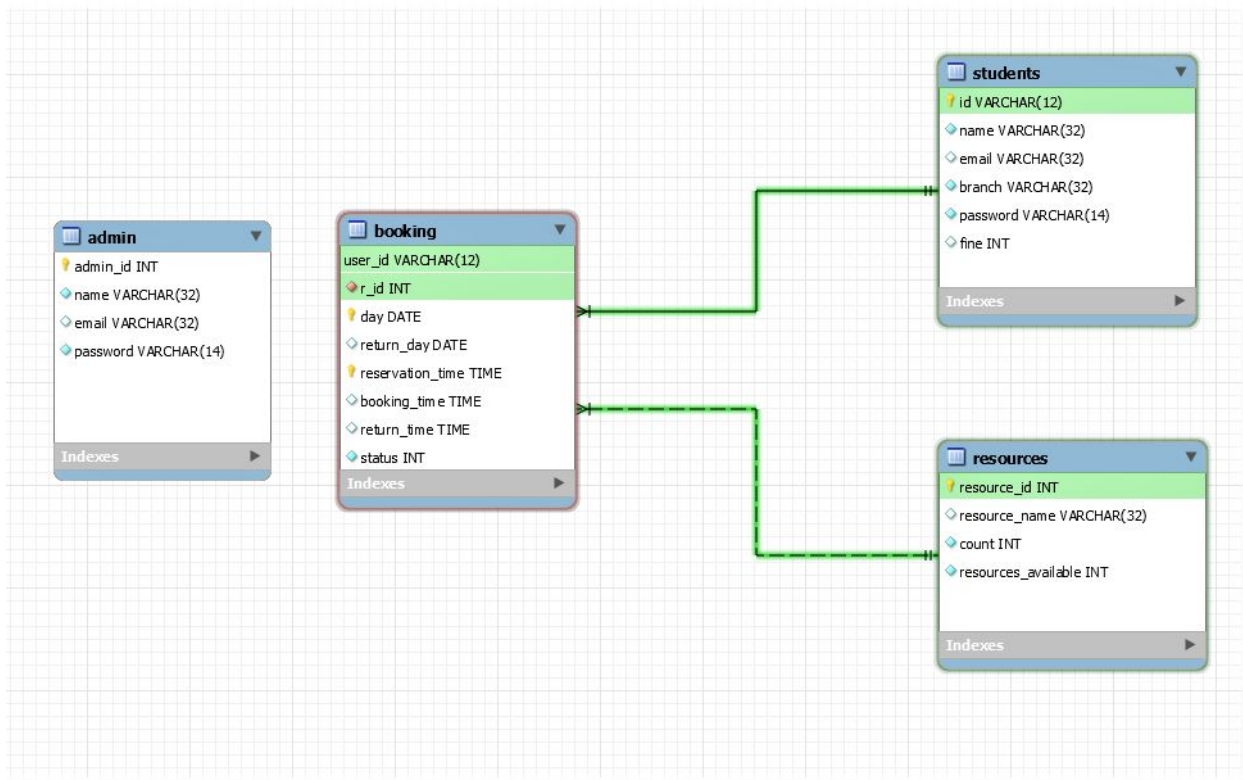 admin
admin_id INT
name VARCHAR(32)
email VARCHAR(32)
password VARCHAR(14)
Indexes
booking
user_id VARCHAR(12)
r_id INT
day DATE
return_day DATE
reservation_time TIME
booking_time TIME
return_time TIME
status INT
Indexes
students
id VARCHAR(12)
name VARCHAR(32)
email VARCHAR(32)
branch VARCHAR(32)
password VARCHAR(14)
fine INT
Indexes
resources
resource_id INT
resource_name VARCHAR(32)
count INT
resources_available INT
Indexes